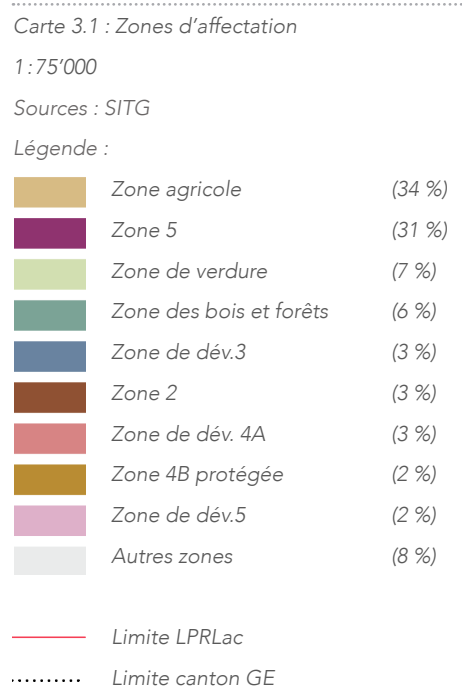 Carte 3.1 : Zones d’affectation
1 : 75’000
Sources : SITG
Légende :
Zone agricole (34 %)
Zone 5 (31 %)
Zone de verdure (7 %)
Zone des bois et forêts (6 %)
Zone de dév.3 (3 %)
Zone 2 (3 %)
Zone de dév. 4A (3 %)
Zone 4B protégée (2 %)
Zone de dév.5 (2 %)
Autres zones (8 %)
Limite LPRLac
Limite canton GE